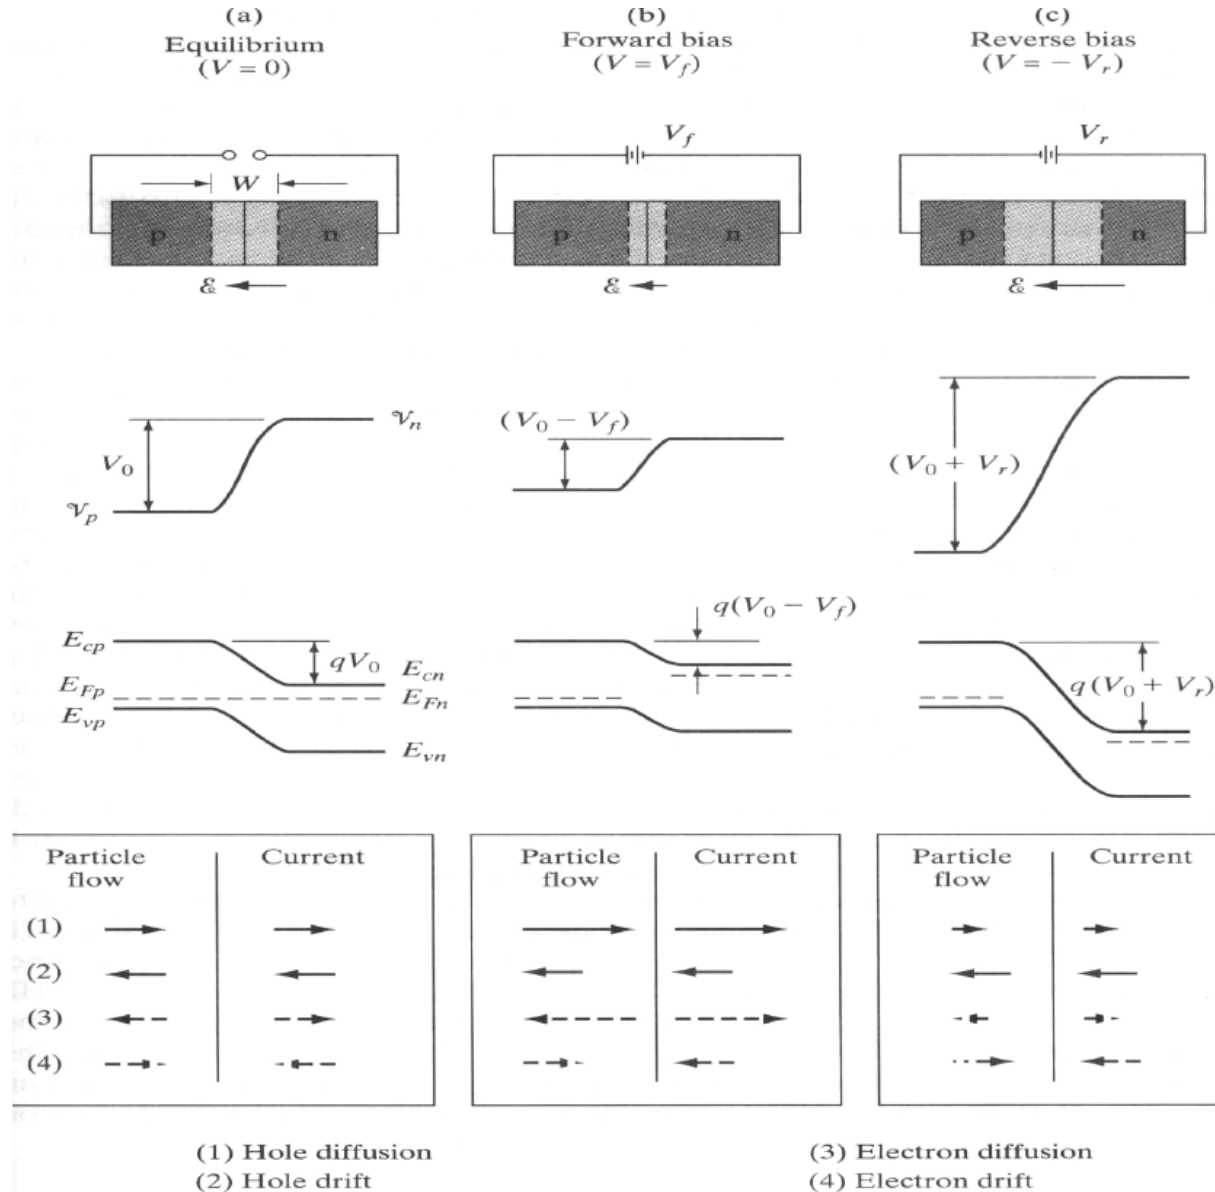 (a)
Equilibrium
(V = 0)
(b)
Forward bias
(V = V_f)
(c)
Reverse bias
(V = − V_r)
W
p
n
ℰ
V_f
p
n
ℰ
V_r
p
n
ℰ
V_0
𝒱_n
𝒱_p
(V_0 − V_f)
(V_0 + V_r)
E_cp
qV_0
E_cn
E_Fp
E_Fn
E_vp
E_vn
q(V_0 − V_f)
q(V_0 + V_r)
Particle
flow
Current
(1)
(2)
(3)
(4)
Particle
flow
Current
Particle
flow
Current
(1) Hole diffusion
(2) Hole drift
(3) Electron diffusion
(4) Electron drift